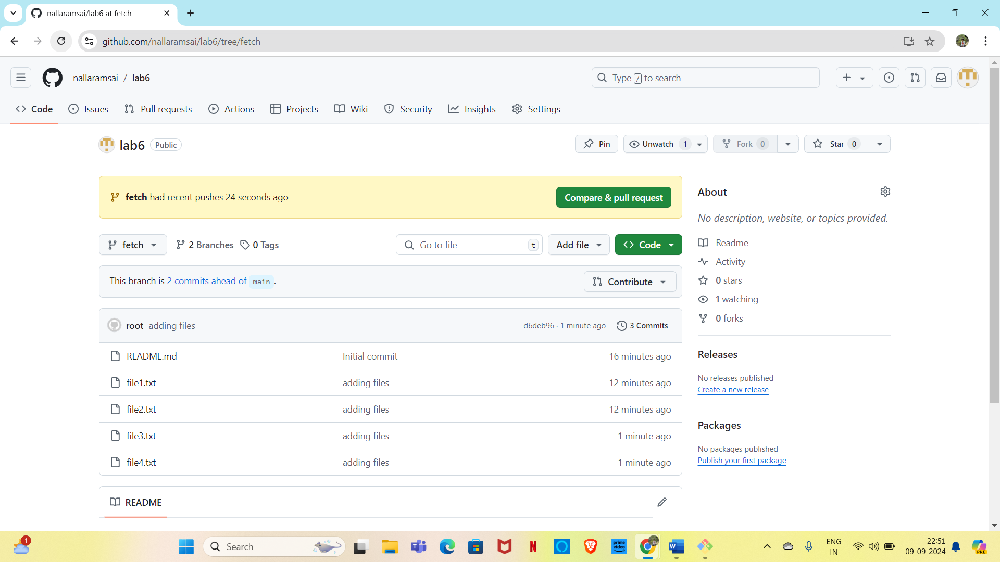 nallaramsai/lab6 at fetch
github.com/nallaramsai/lab6/tree/fetch
nallaramsai / lab6
Type / to search
Code Issues Pull requests Actions Projects Wiki Security Insights Settings
lab6 Public
Pin Unwatch 1 Fork 0 Star 0
fetch had recent pushes 24 seconds ago
Compare & pull request
fetch 2 Branches 0 Tags Go to file t Add file Code
This branch is 2 commits ahead of main .
Contribute
root adding files d6deb96 · 1 minute ago 3 Commits
README.md Initial commit 16 minutes ago
file1.txt adding files 12 minutes ago
file2.txt adding files 12 minutes ago
file3.txt adding files 1 minute ago
file4.txt adding files 1 minute ago
README
About
No description, website, or topics provided.
Readme
Activity
0 stars
1 watching
0 forks
Releases
No releases published
Create a new release
Packages
No packages published
Publish your first package
1
Search
N
prime video
W
ENG
IN
22:51
09-09-2024
PRE